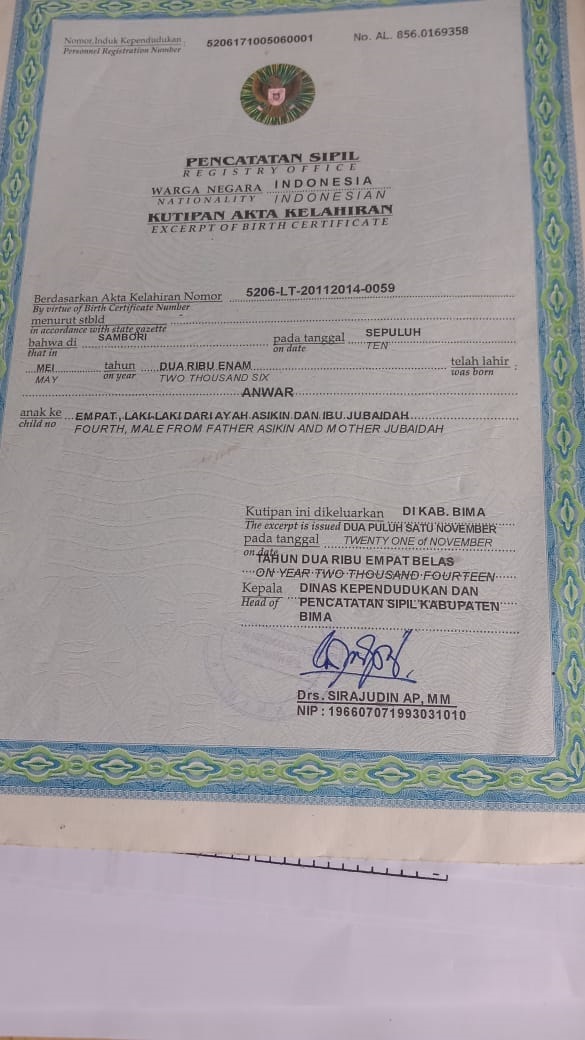 Nomor Induk Kependudukan : 5206171005060001 No. AL. 856.0169358
Personnel Registration Number
PENCATATAN SIPIL
REGISTRY OFFICE
WARGA NEGARA INDONESIA
NATIONALITY INDONESIAN
KUTIPAN AKTA KELAHIRAN
EXCERPT OF BIRTH CERTIFICATE
Berdasarkan Akta Kelahiran Nomor 5206-LT-20112014-0059
By virtue of Birth Certificate Number
menurut stbld -
in accordance with state gazette
bahwa di SAMBORI pada tanggal SEPULUH
that in on date TEN
MEI tahun DUA RIBU ENAM telah lahir :
MAY on year TWO THOUSAND SIX was born
ANWAR
anak ke EMPAT, LAKI-LAKI DARI AYAH ASIKIN DAN IBU JUBAIDAH
child no FOURTH, MALE FROM FATHER ASIKIN AND MOTHER JUBAIDAH
Kutipan ini dikeluarkan DI KAB. BIMA
The excerpt is issued DUA PULUH SATU NOVEMBER
pada tanggal TWENTY ONE of NOVEMBER
on date TAHUN DUA RIBU EMPAT BELAS
ON YEAR TWO THOUSAND FOURTEEN
Kepala DINAS KEPENDUDUKAN DAN
Head of PENCATATAN SIPIL KABUPATEN
BIMA
Drs. SIRAJUDIN AP, MM
NIP : 196607071993031010